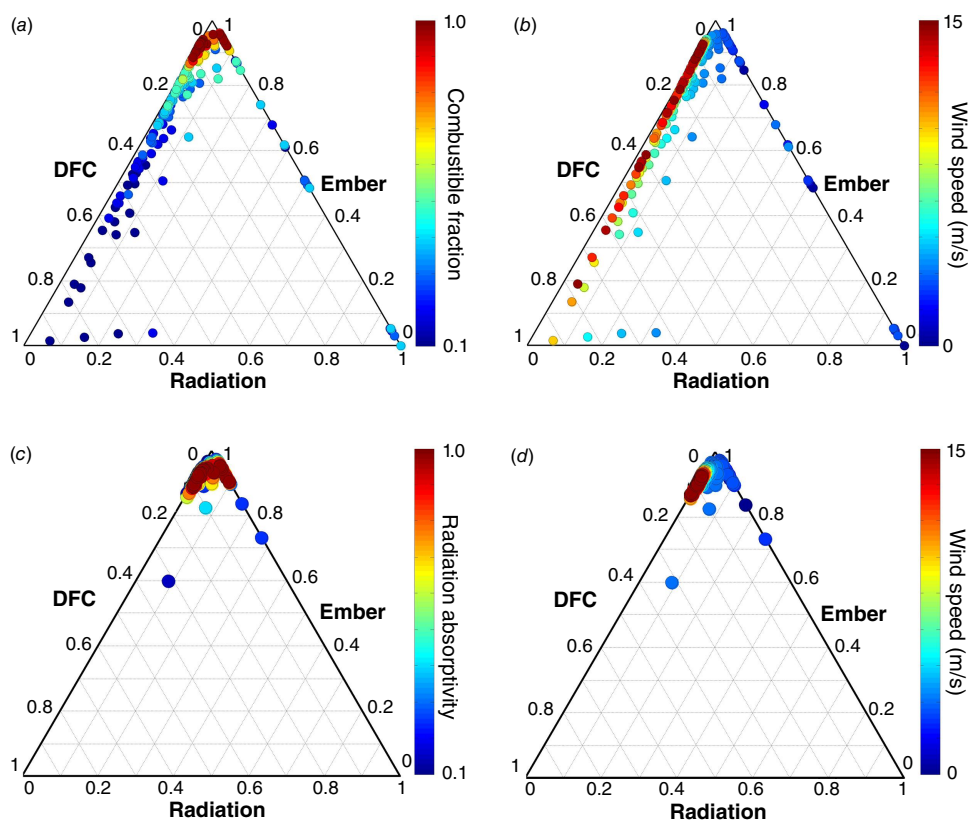 (a)
0 1
0.2 0.8
0.4 0.6
DFC Ember
0.6 0.4
0.8 0.2
1 0
0 0.2 0.4 0.6 0.8 1
Radiation
1.0
Combustible fraction
0.1
(b)
0 1
0.2 0.8
0.4 0.6
DFC Ember
0.6 0.4
0.8 0.2
1 0
0 0.2 0.4 0.6 0.8 1
Radiation
15
Wind speed (m/s)
0
(c)
0 1
0.2 0.8
0.4 0.6
DFC Ember
0.6 0.4
0.8 0.2
1 0
0 0.2 0.4 0.6 0.8 1
Radiation
1.0
Radiation absorptivity
0.1
(d)
0 1
0.2 0.8
0.4 0.6
DFC Ember
0.6 0.4
0.8 0.2
1 0
0 0.2 0.4 0.6 0.8 1
Radiation
15
Wind speed (m/s)
0